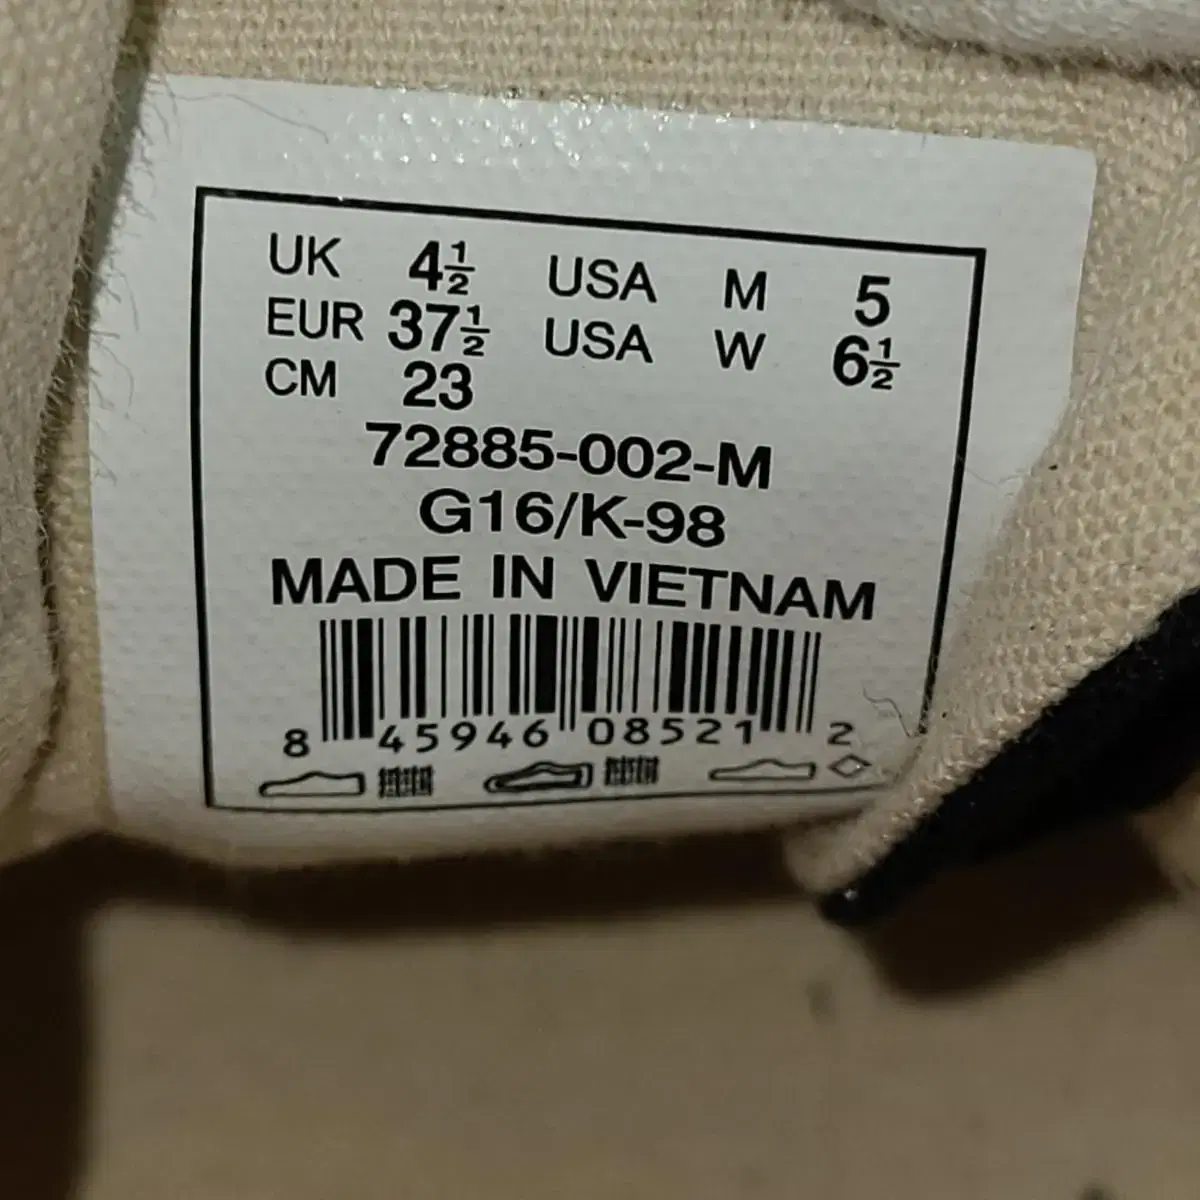 UK 4½ USA M 5
EUR 37½ USA W 6½
CM 23
72885-002-M
G16/K-98
MADE IN VIETNAM
8 45946 08521 2